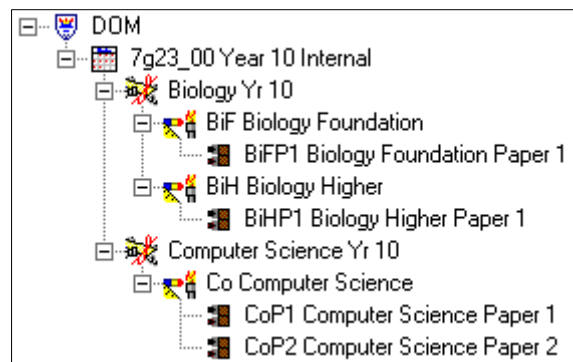 DOM
7g23_00 Year 10 Internal
Biology Yr 10
BiF Biology Foundation
BiFP1 Biology Foundation Paper 1
BiH Biology Higher
BiHP1 Biology Higher Paper 1
Computer Science Yr 10
Co Computer Science
CoP1 Computer Science Paper 1
CoP2 Computer Science Paper 2